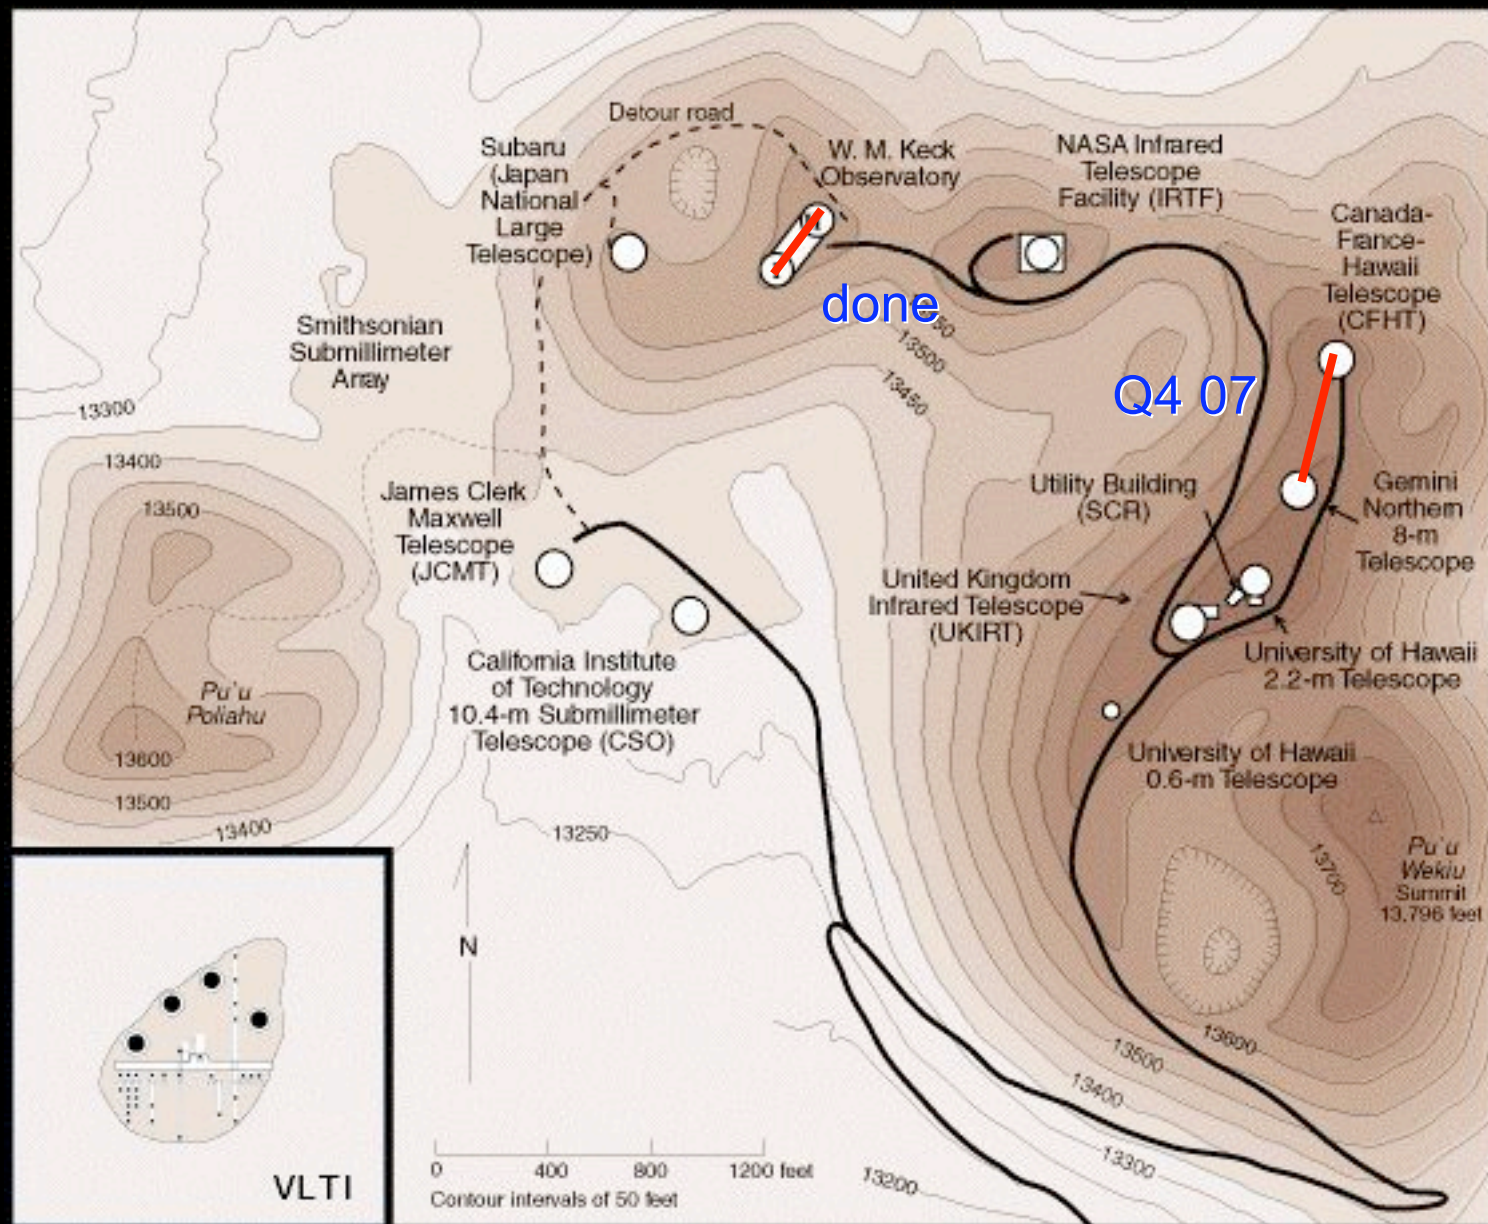 Detour road
Subaru
(Japan
National
Large
Telescope)
W. M. Keck
Observatory
NASA Infrared
Telescope
Facility (IRTF)
Canada-
France-
Hawaii
Telescope
(CFHT)
done
13500
13450
Smithsonian
Submillimeter
Array
13300
Q4 07
13400
13500
James Clerk
Maxwell
Telescope
(JCMT)
Utility Building
(SCR)
Gemini
Northern
8-m
Telescope
United Kingdom
Infrared Telescope
(UKIRT)
University of Hawaii
2.2-m Telescope
California Institute
of Technology
10.4-m Submillimeter
Telescope (CSO)
Pu'u
Poliahu
13600
13500
13400
University of Hawaii
0.6-m Telescope
13250
13700
Pu'u
Wekiu
Summit
13,796 feet
N
13600
13500
13400
13300
13200
0 400 800 1200 feet
Contour intervals of 50 feet
VLTI